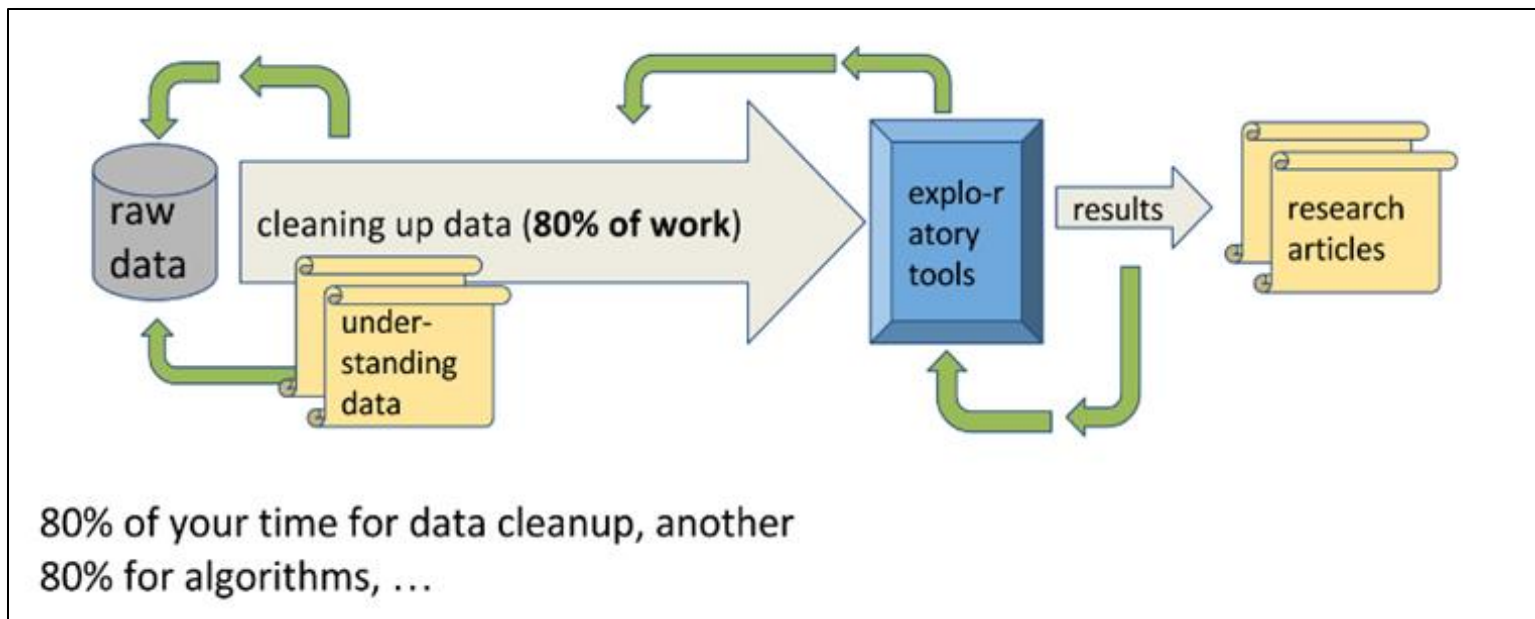 raw
data
cleaning up data (80% of work)
under-
standing
data
explo-r
atory
tools
results
research
articles
80% of your time for data cleanup, another
80% for algorithms, …